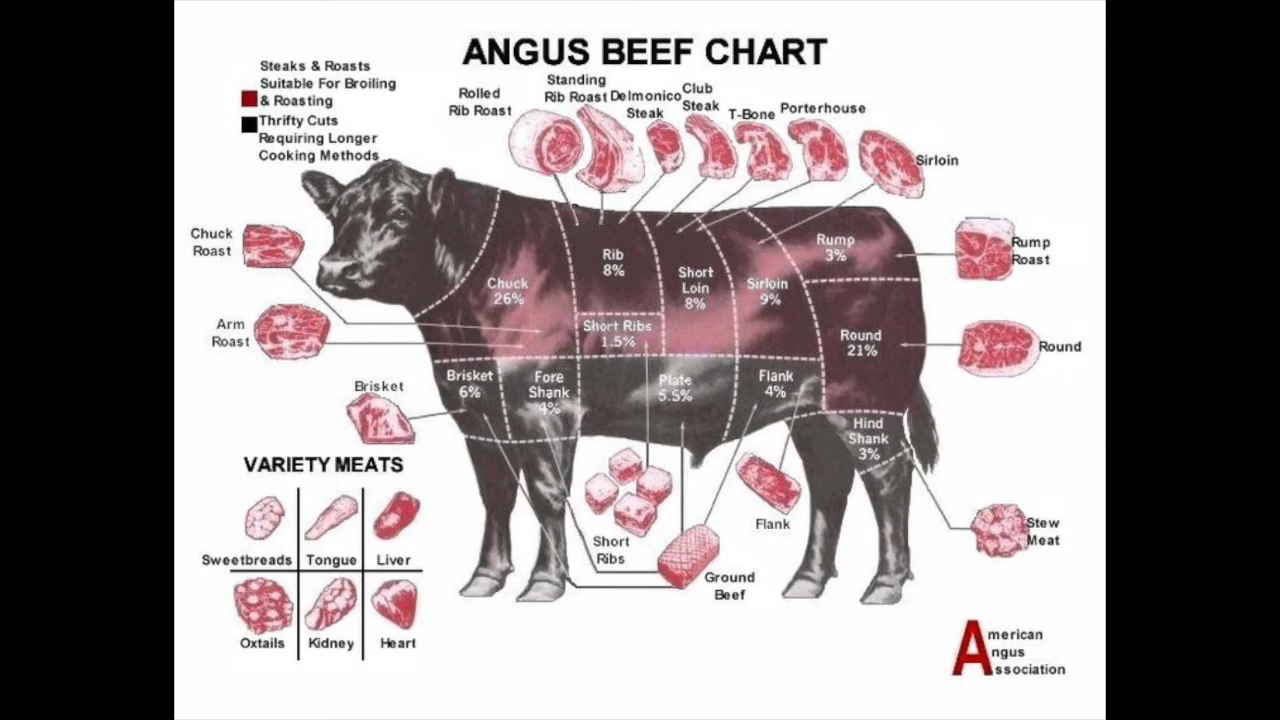 ANGUS BEEF CHART
Steaks & Roasts
Suitable For Broiling
& Roasting
Thrifty Cuts
Requiring Longer
Cooking Methods
Rolled
Rib Roast
Standing
Rib Roast
Delmonico
Steak
Club
Steak
T-Bone
Porterhouse
Sirloin
Chuck
Roast
Arm
Roast
Brisket
Chuck
26%
Rib
8%
Short Ribs
1.5%
Short
Loin
8%
Sirloin
9%
Rump
3%
Round
21%
Rump
Roast
Round
Brisket
6%
Fore
Shank
4%
Plate
5.5%
Flank
4%
Hind
Shank
3%
Short
Ribs
Ground
Beef
Flank
Stew
Meat
VARIETY MEATS
Sweetbreads
Tongue
Liver
Oxtails
Kidney
Heart
American
Angus
Association